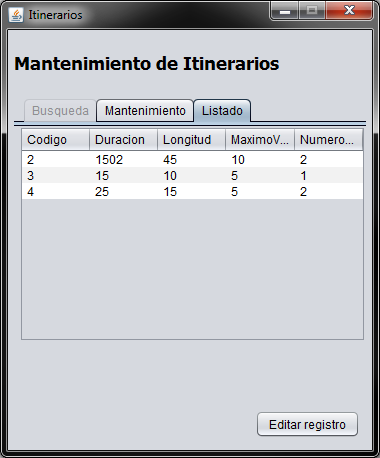 Itinerarios
Mantenimiento de Itinerarios
Busqueda Mantenimiento Listado
Codigo Duracion Longitud MaximoV... Numero...
2 1502 45 10 2
3 15 10 5 1
4 25 15 5 2
Editar registro